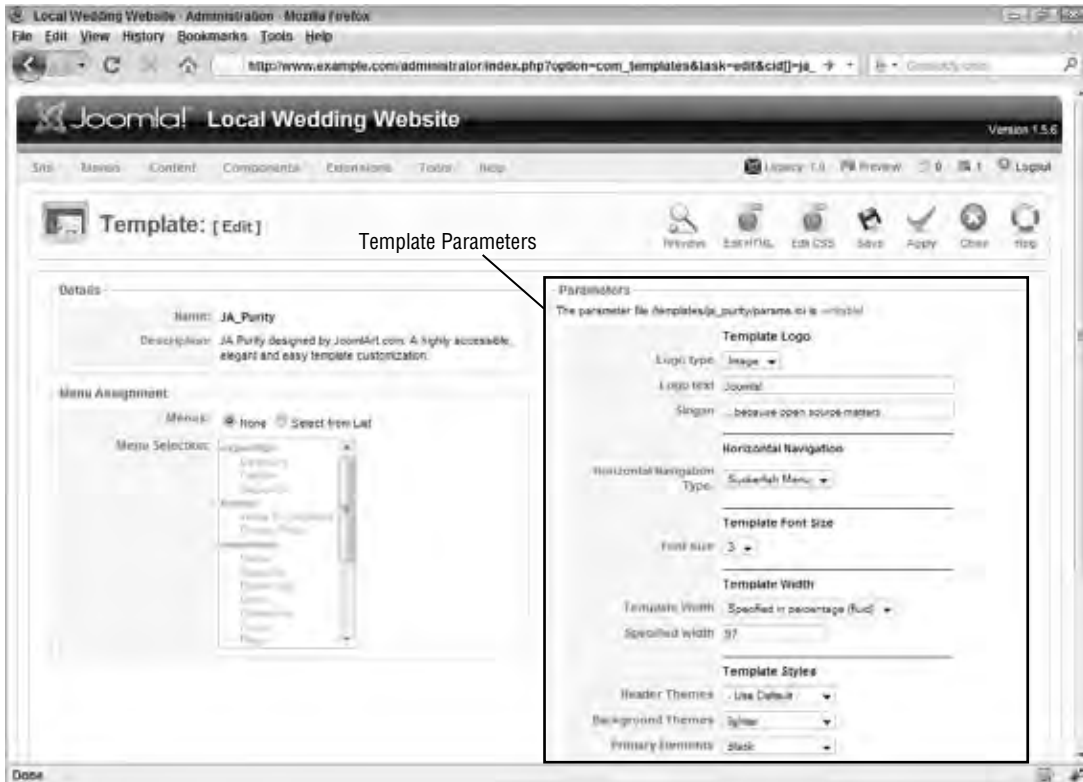 Local Wedding Website - Administration - Mozilla Firefox
File Edit View History Bookmarks Tools Help
http://www.example.com/administrator/index.php?option=com_templates&task=edit&cid[]=ja_
Joomla! Local Wedding Website
Version 1.5.6
Site Menus Content Components Extensions Tools Help
Legacy: 1.0 Preview 0 1 Logout
Template: [Edit]
Preview Edit HTML Edit CSS Save Apply Close Help
Template Parameters
Details
Name: JA_Purity
Description: JA Purity designed by JoomlArt.com. A highly accessible,
elegant and easy template customization.
Menu Assignment
Menus: None Select from List
Menu Selection:
Parameters
The parameter file /templates/ja_purity/params.ini is writable!
Template Logo
Logo type Image
Logo text Joomla!
Slogan ...because open source matters
Horizontal Navigation
Horizontal Navigation
Type Suckerfish Menu
Template Font Size
Font size 3
Template Width
Template Width Specified in percentage (fluid)
Specified width 97
Template Styles
Header Themes - Use Default
Background Themes lighter
Primary Elements Black
Done